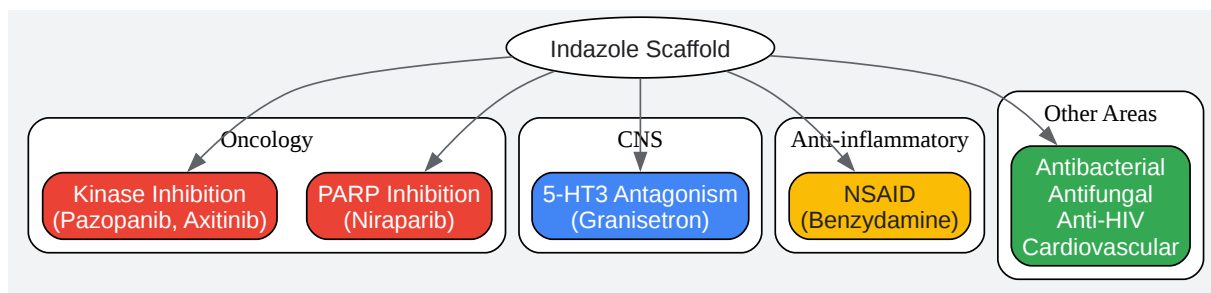 Indazole Scaffold
Oncology
Kinase Inhibition
(Pazopanib, Axitinib)
PARP Inhibition
(Niraparib)
CNS
5-HT3 Antagonism
(Granisetron)
Anti-inflammatory
NSAID
(Benzydamine)
Other Areas
Antibacterial
Antifungal
Anti-HIV
Cardiovascular